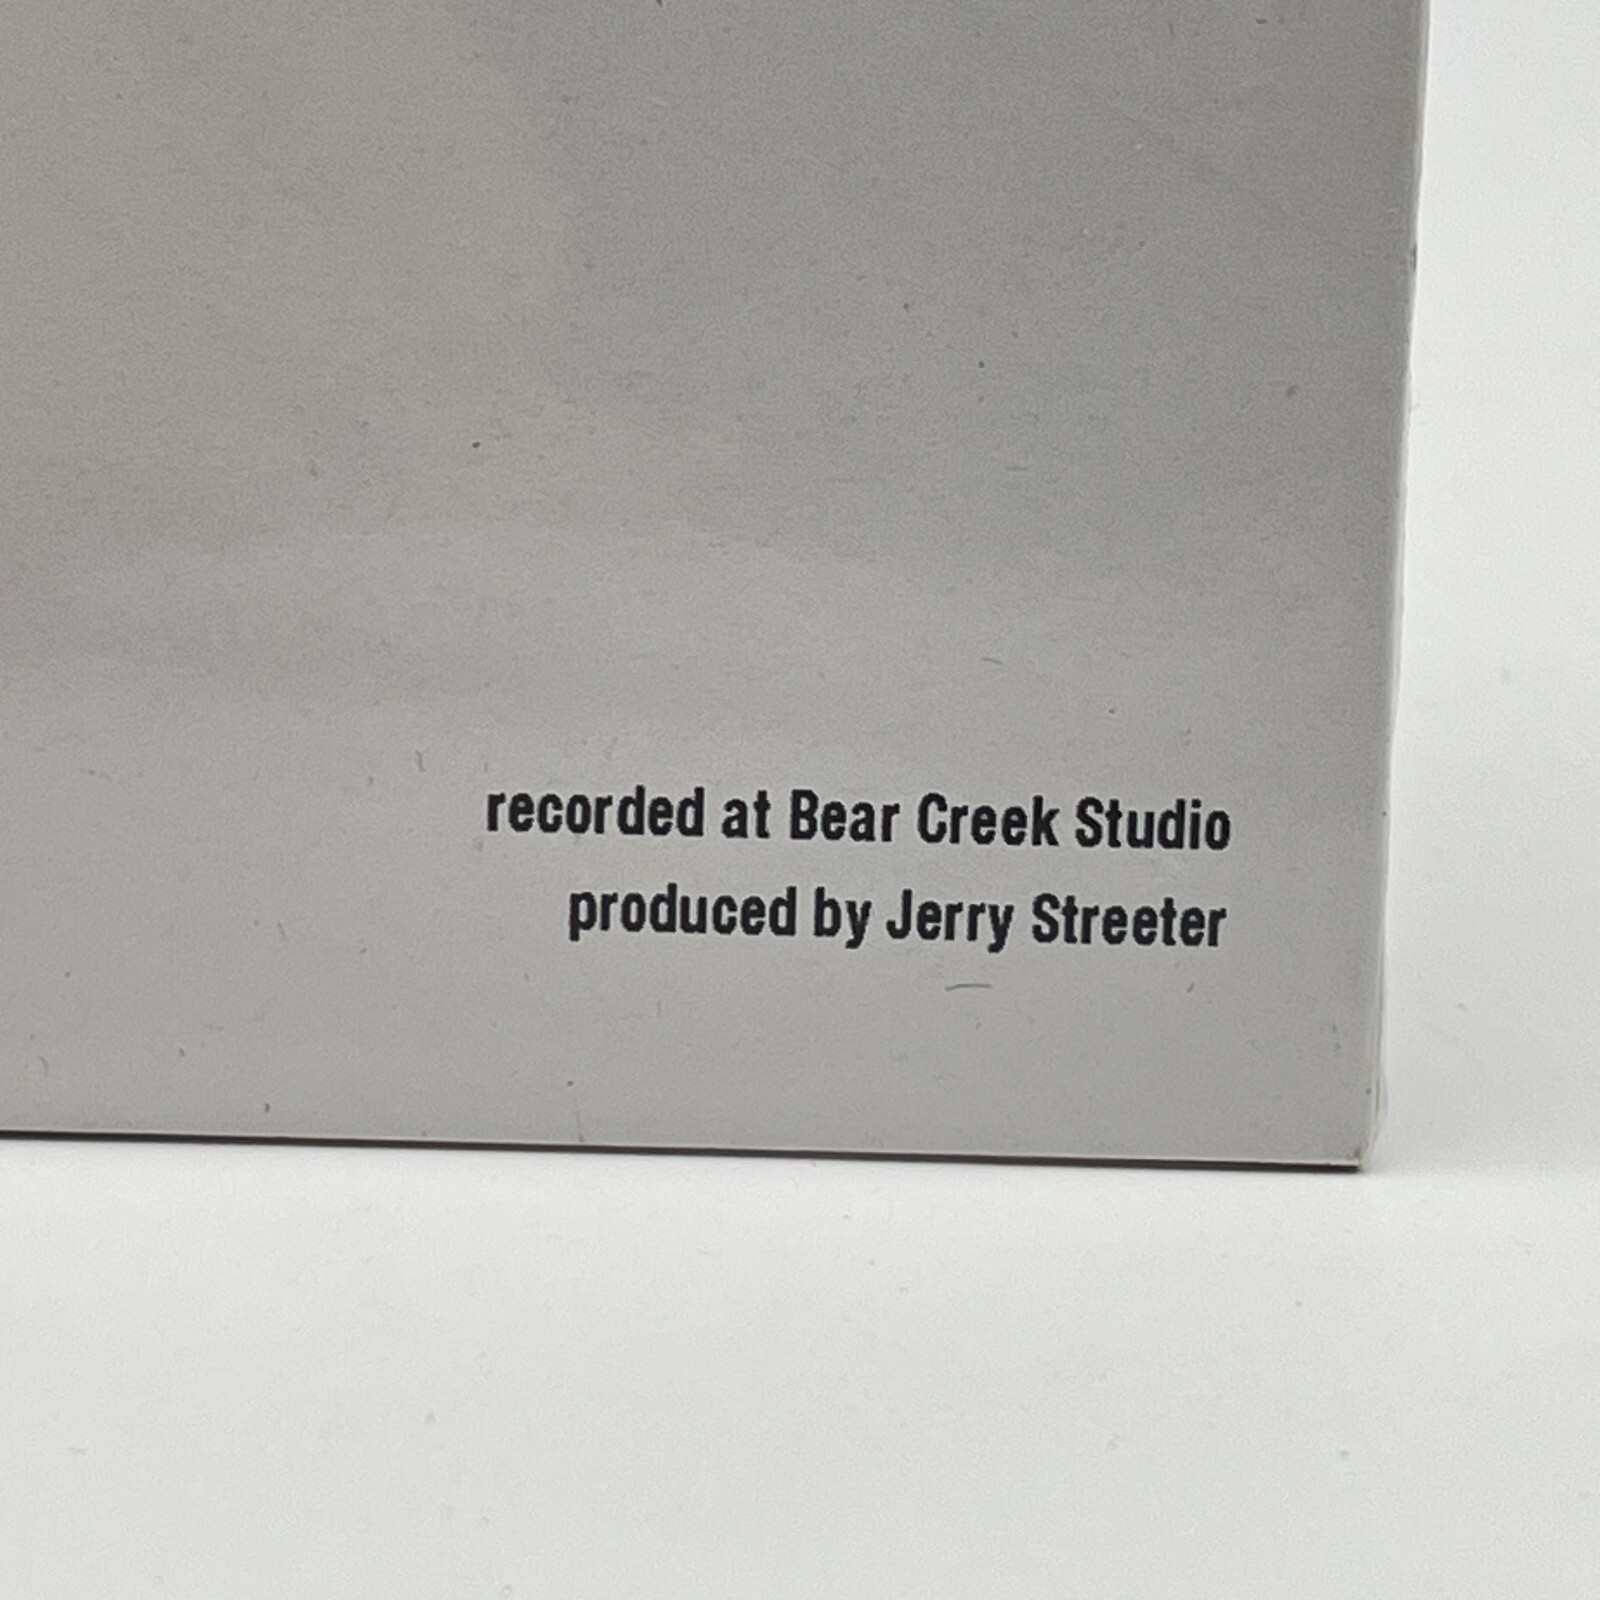 recorded at Bear Creek Studio
produced by Jerry Streeter